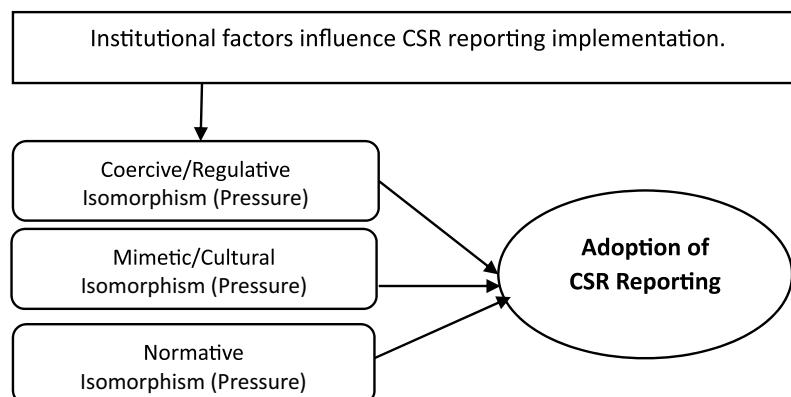 Institutional factors influence CSR reporting implementation.
Coercive/Regulative
Isomorphism (Pressure)
Mimetic/Cultural
Isomorphism (Pressure)
Normative
Isomorphism (Pressure)
Adoption of
CSR Reporting